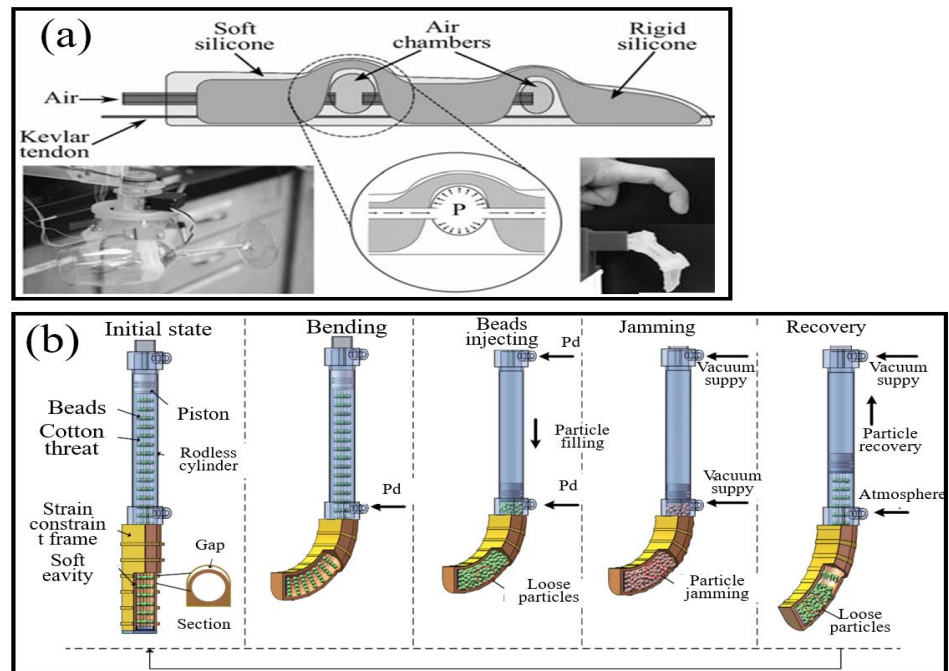 (a)
Soft
silicone
Air
chambers
Rigid
silicone
Air
Kevlar
tendon
P
(b)
Initial state
Bending
Beads
injecting
Jamming
Recovery
Pd
Vacuum
suppy
Vacuum
suppy
Beads
Piston
Cotton
threat
Rodless
cylinder
Particle
filling
Particle
recovery
Pd
Pd
Vacuum
suppy
Atmosphere
Strain
constrain
t frame
Soft
eavity
Gap
Section
Loose
particles
Particle
jamming
Loose
particles